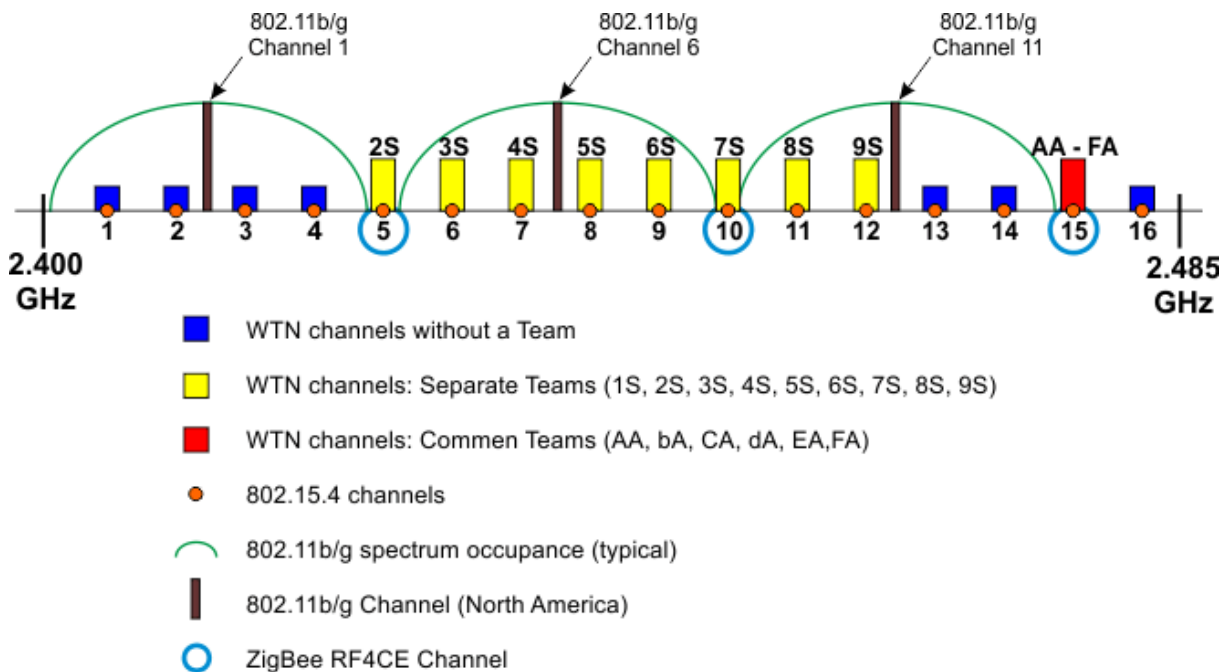 802.11b/g
Channel 1
802.11b/g
Channel 6
802.11b/g
Channel 11
2S 3S 4S 5S 6S 7S 8S 9S AA - FA
1 2 3 4 5 6 7 8 9 10 11 12 13 14 15 16
2.400
GHz
2.485
GHz
WTN channels without a Team
WTN channels: Separate Teams (1S, 2S, 3S, 4S, 5S, 6S, 7S, 8S, 9S)
WTN channels: Commen Teams (AA, bA, CA, dA, EA,FA)
802.15.4 channels
802.11b/g spectrum occupance (typical)
802.11b/g Channel (North America)
ZigBee RF4CE Channel